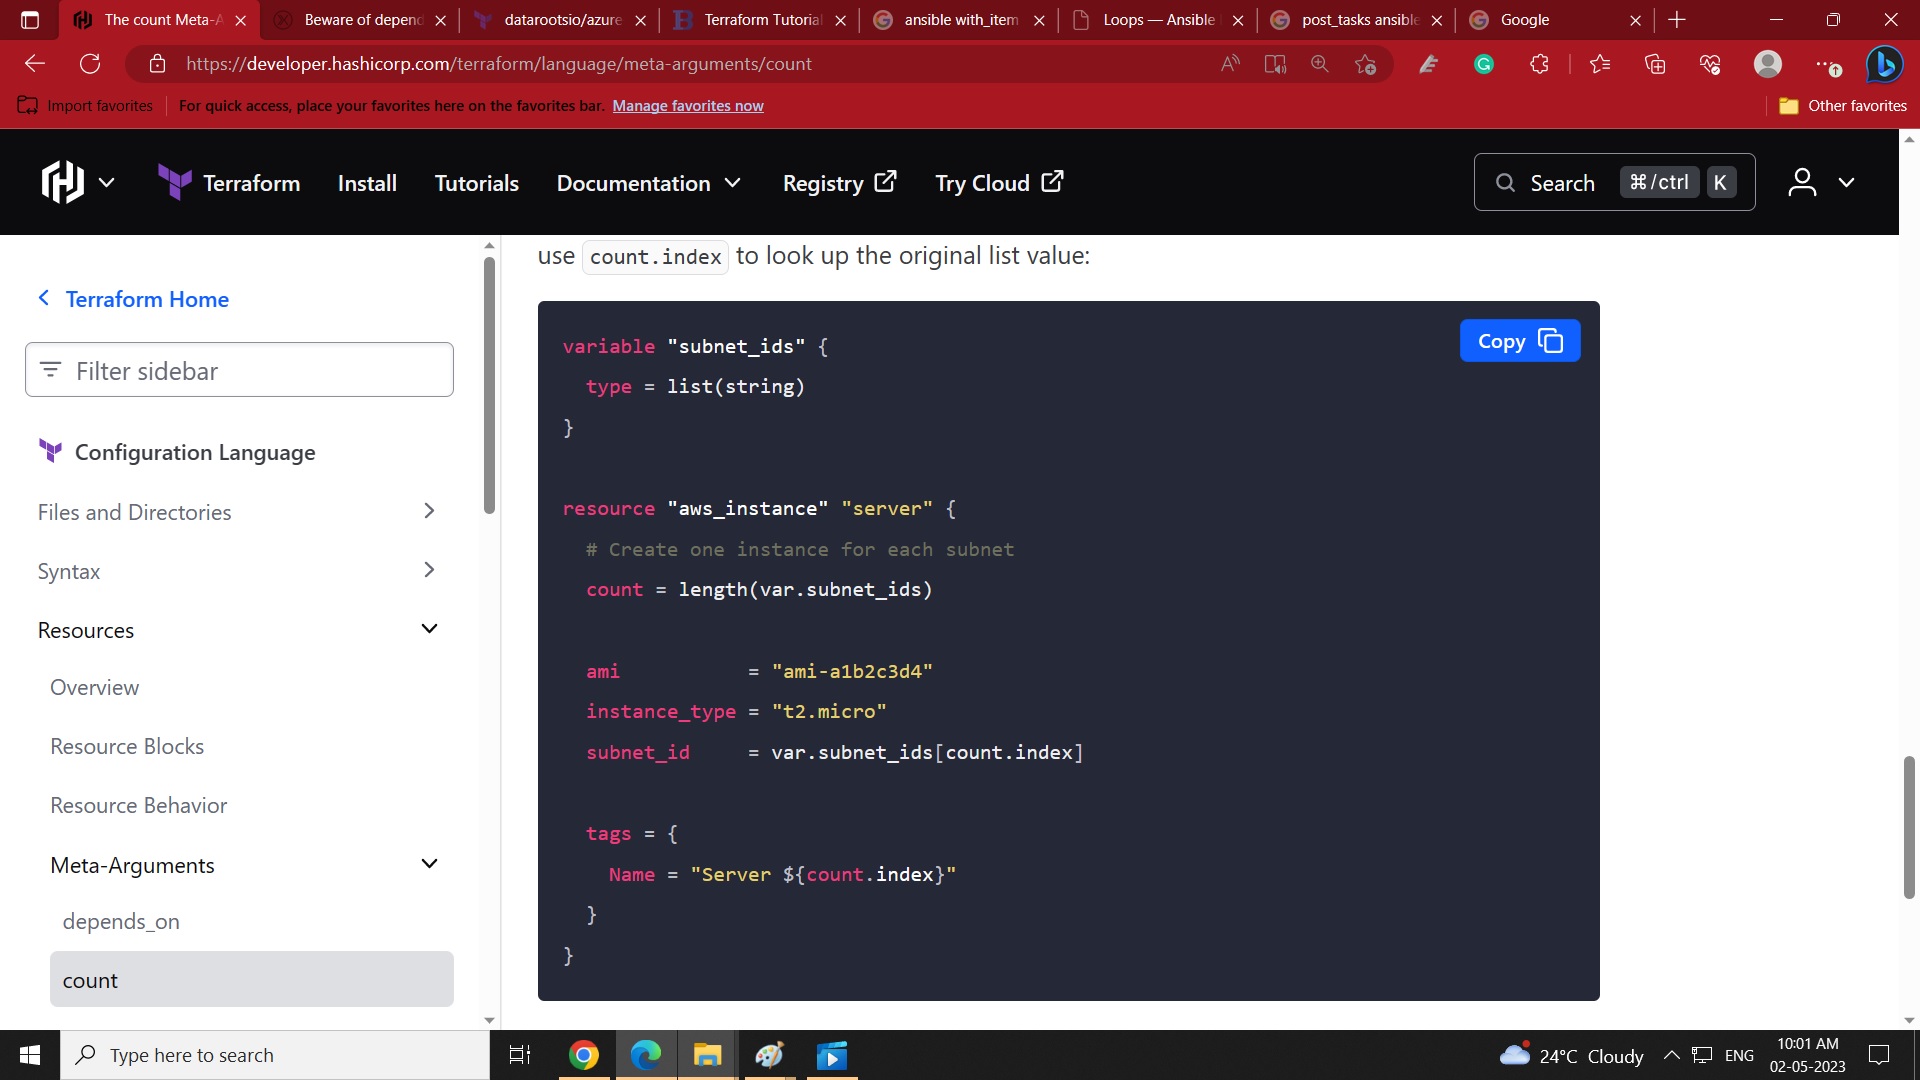 The count Meta-A
Beware of depend
datarootsio/azure
Terraform Tutorial
ansible with_item
Loops — Ansible
post_tasks ansible
Google
https://developer.hashicorp.com/terraform/language/meta-arguments/count
Import favorites
For quick access, place your favorites here on the favorites bar. Manage favorites now
Other favorites
Terraform
Install
Tutorials
Documentation
Registry
Try Cloud
Search
⌘/ctrl
K
Terraform Home
Filter sidebar
Configuration Language
Files and Directories
Syntax
Resources
Overview
Resource Blocks
Resource Behavior
Meta-Arguments
depends_on
count
use count.index to look up the original list value:
Copy
variable "subnet_ids" {
  type = list(string)
}
resource "aws_instance" "server" {
  # Create one instance for each subnet
  count = length(var.subnet_ids)
  ami           = "ami-a1b2c3d4"
  instance_type = "t2.micro"
  subnet_id     = var.subnet_ids[count.index]
  tags = {
    Name = "Server ${count.index}"
  }
}
Type here to search
24°C Cloudy
ENG
10:01 AM
02-05-2023